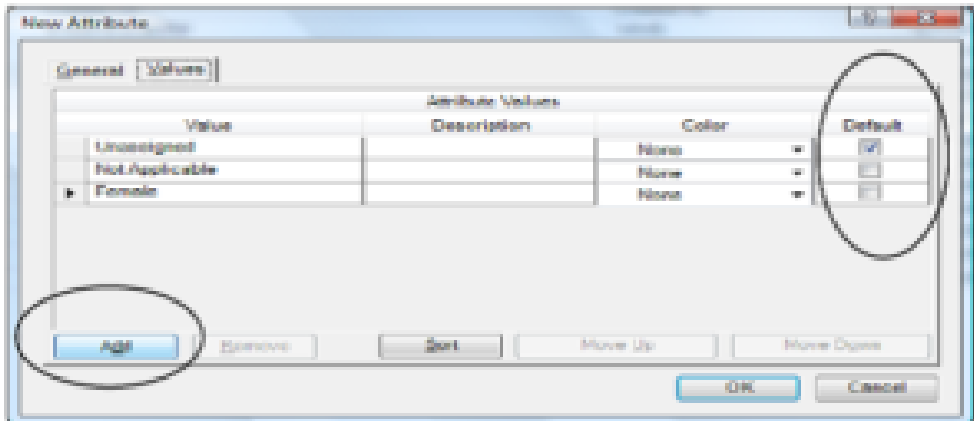 New Attribute
General Values
Attribute Values
Value Description Color Default
Unassigned None
Not Applicable None
Female None
Add Remove Sort Move Up Move Down
OK Cancel